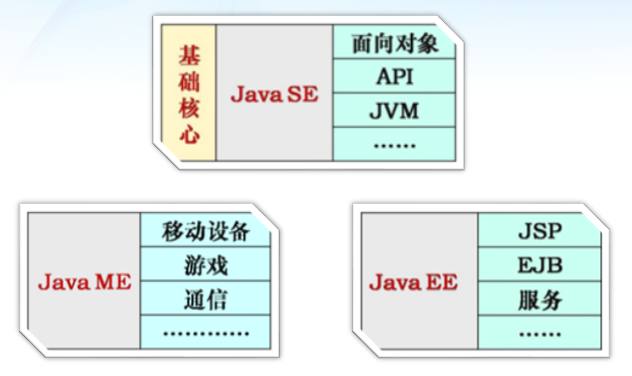 基础核心
Java SE
面向对象
API
JVM
......
Java ME
移动设备
游戏
通信
............
Java EE
JSP
EJB
服务
......